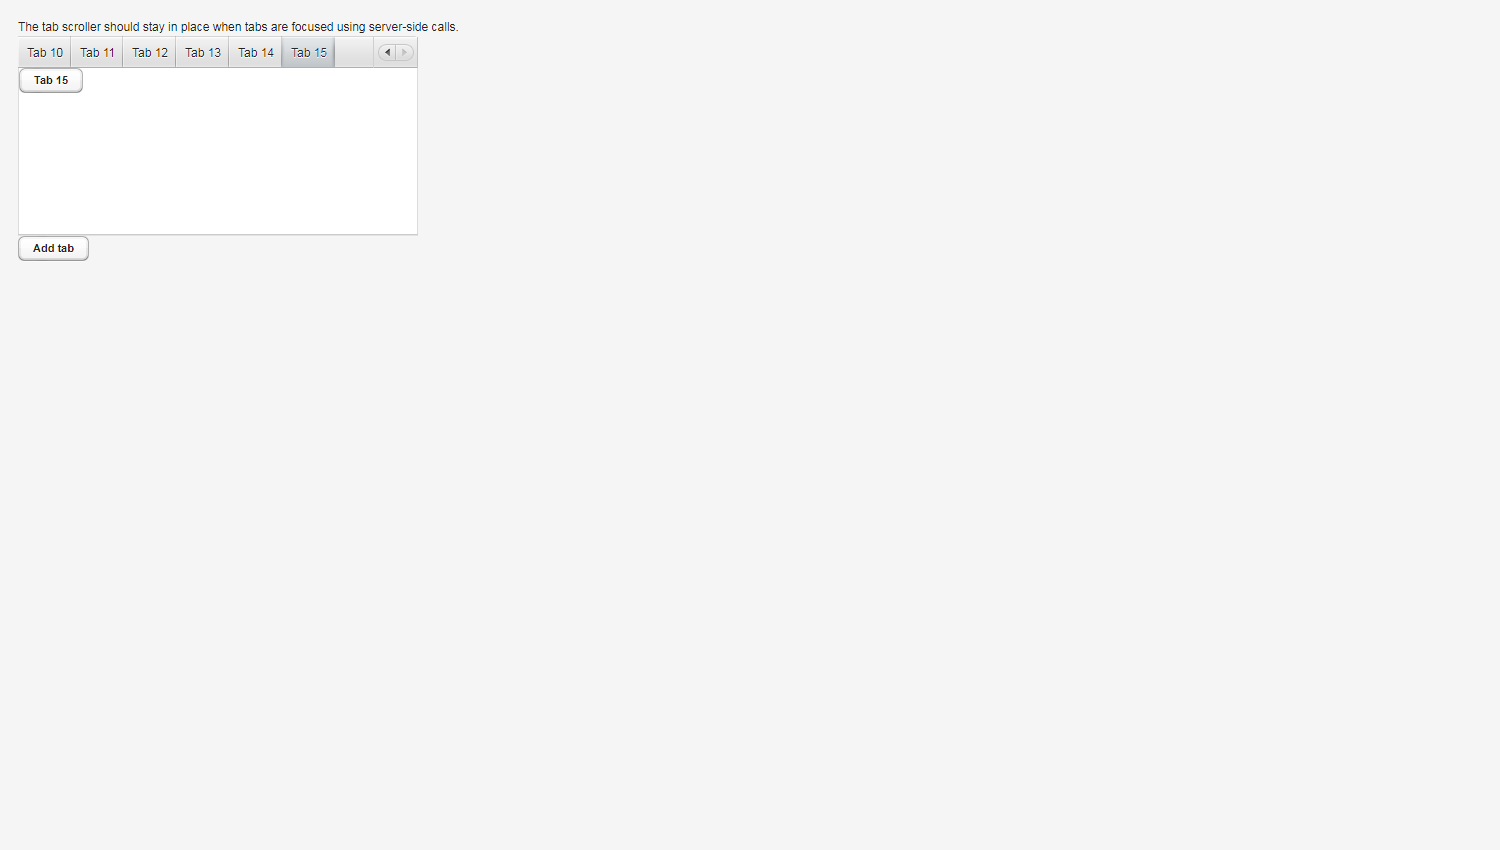 The tab scroller should stay in place when tabs are focused using server-side calls.
Tab 10 Tab 11 Tab 12 Tab 13 Tab 14 Tab 15
Tab 15
Add tab